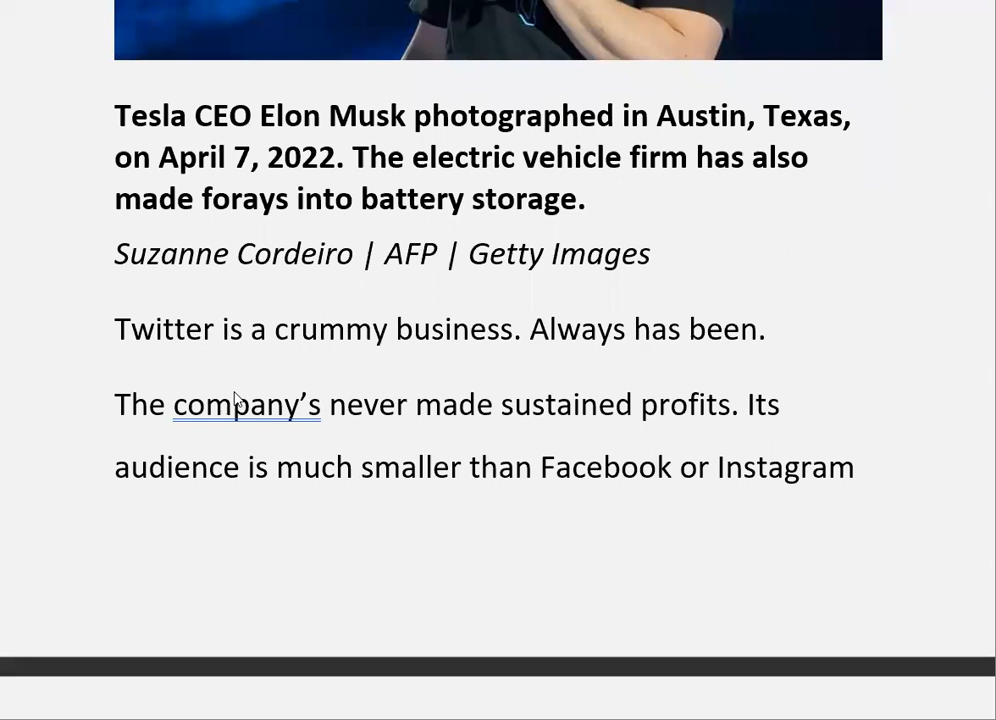 Tesla CEO Elon Musk photographed in Austin, Texas,
on April 7, 2022. The electric vehicle firm has also
made forays into battery storage.
Suzanne Cordeiro | AFP | Getty Images
Twitter is a crummy business. Always has been.
The company’s never made sustained profits. Its
audience is much smaller than Facebook or Instagram